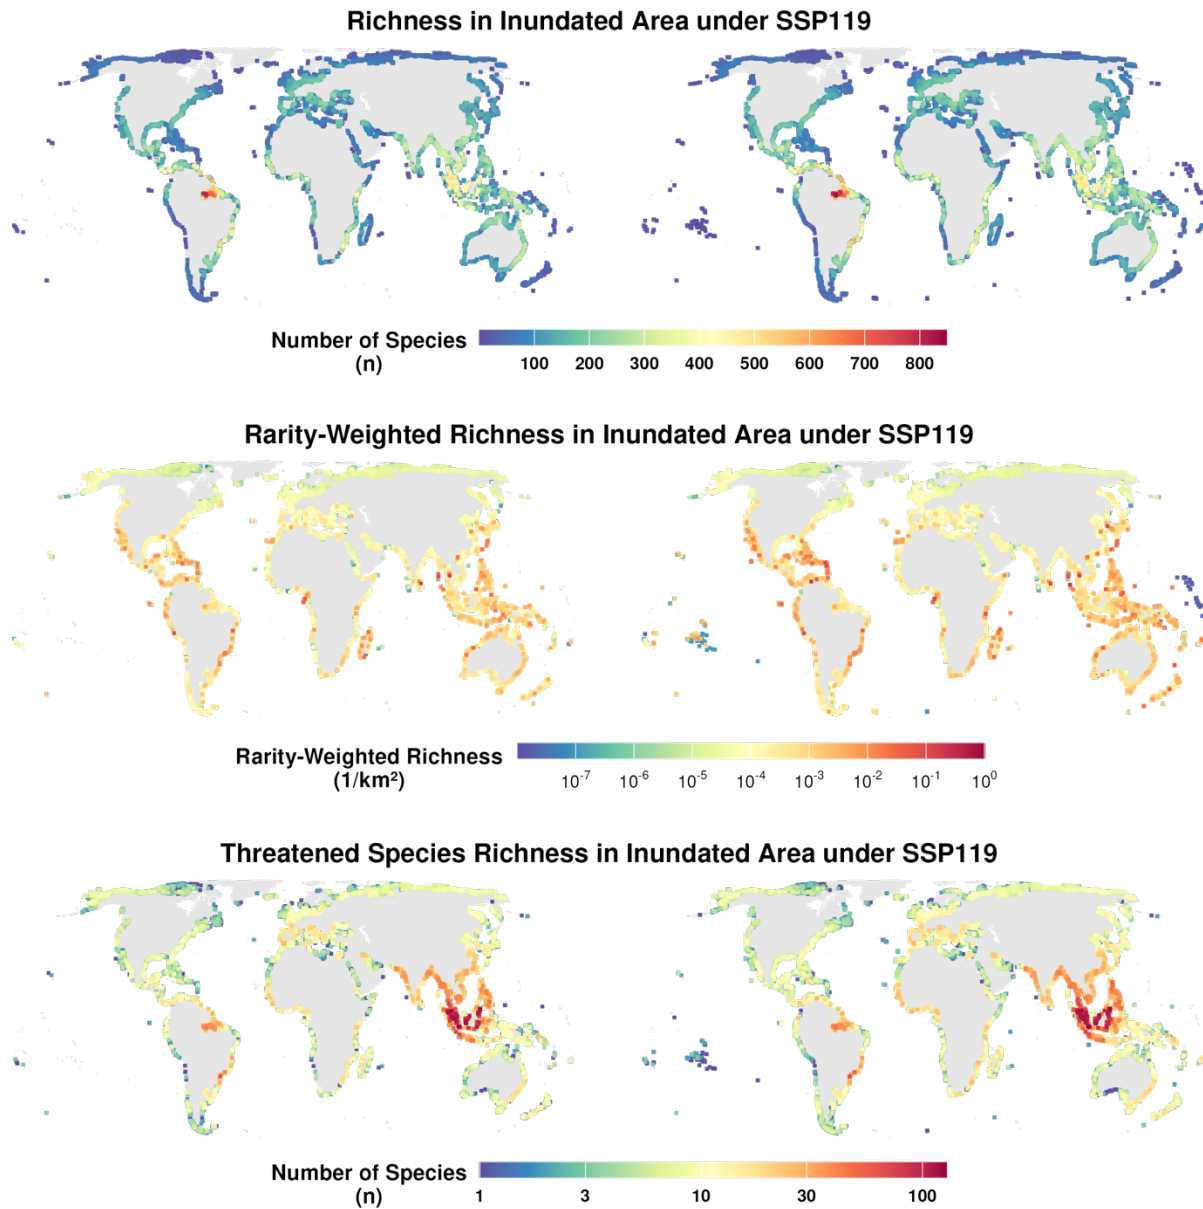 Richness in Inundated Area under SSP119
Number of Species
(n)
100 200 300 400 500 600 700 800
Rarity-Weighted Richness in Inundated Area under SSP119
Rarity-Weighted Richness
(1/km²)
10⁻⁷ 10⁻⁶ 10⁻⁵ 10⁻⁴ 10⁻³ 10⁻² 10⁻¹ 10⁰
Threatened Species Richness in Inundated Area under SSP119
Number of Species
(n)
1 3 10 30 100